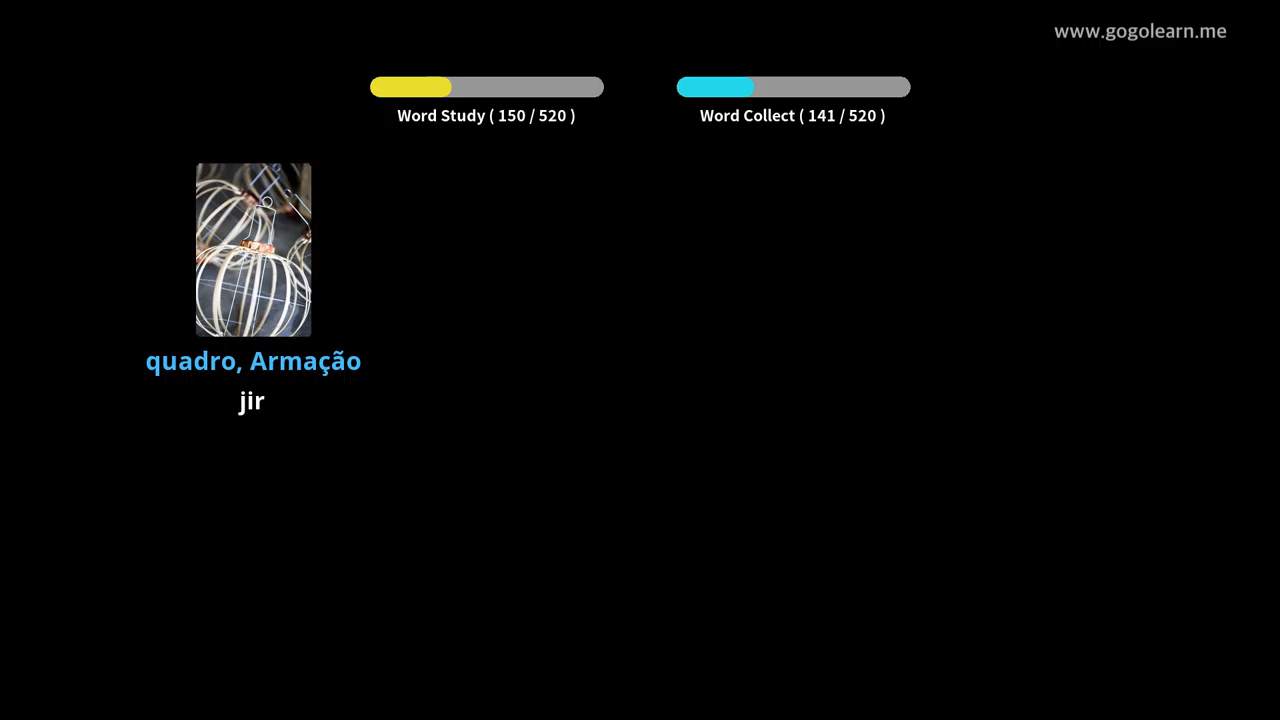 www.gogolearn.me
Word Study ( 150 / 520 )
Word Collect ( 141 / 520 )
quadro, Armação
jir